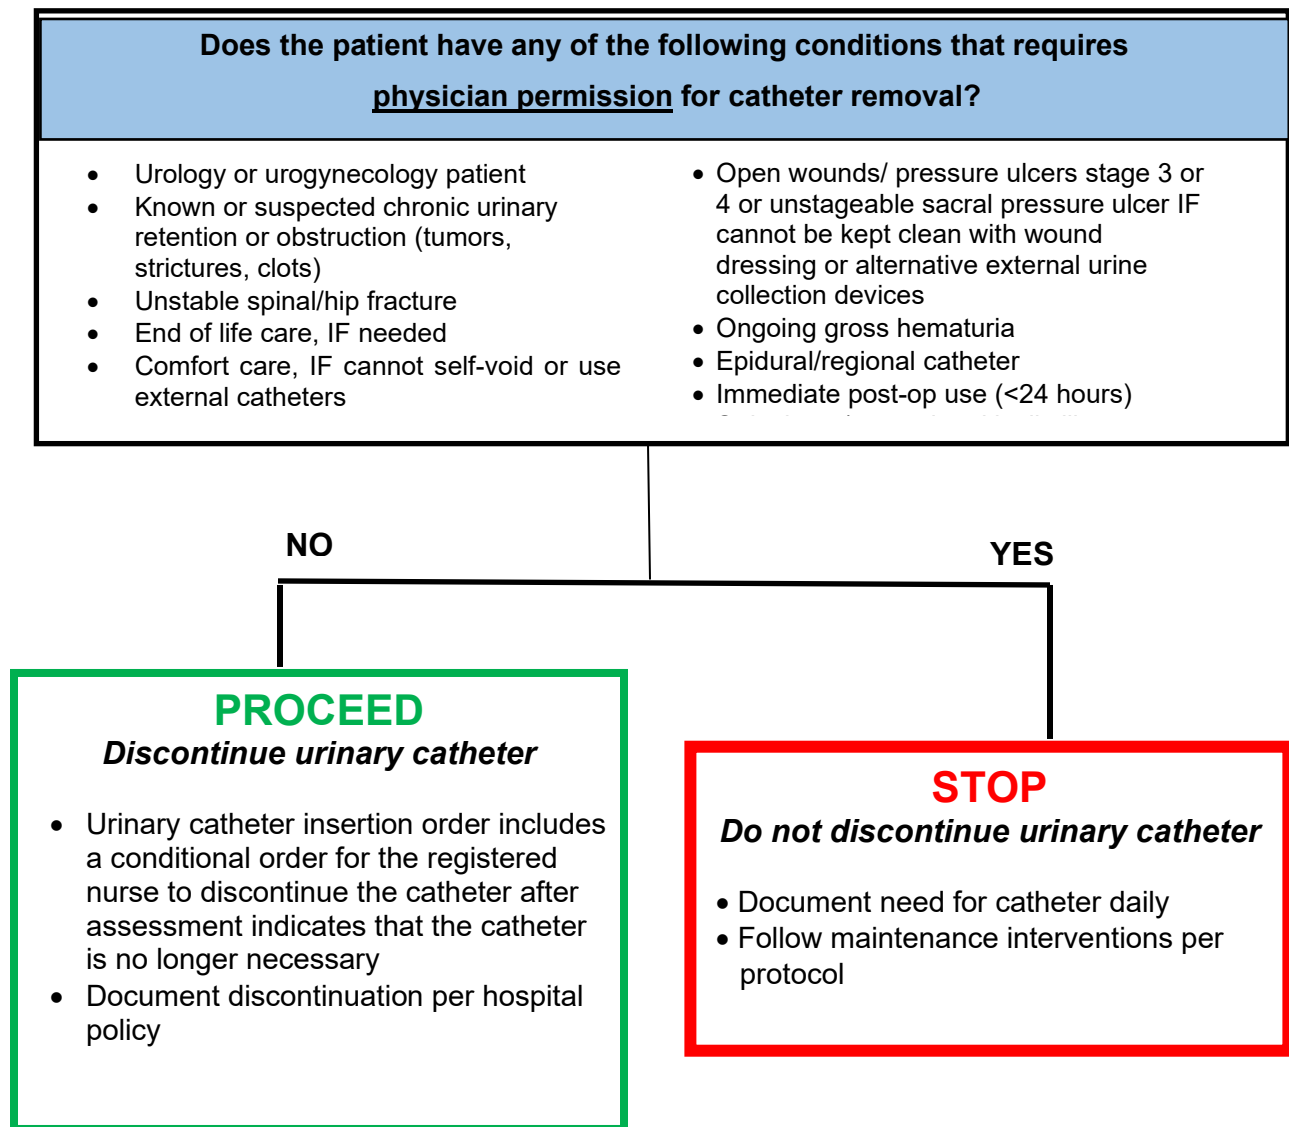 Does the patient have any of the following conditions that requires
physician permission for catheter removal?
• Urology or urogynecology patient
• Known or suspected chronic urinary
retention or obstruction (tumors,
strictures, clots)
• Unstable spinal/hip fracture
• End of life care, IF needed
• Comfort care, IF cannot self-void or use
external catheters
• Open wounds/ pressure ulcers stage 3 or
4 or unstageable sacral pressure ulcer IF
cannot be kept clean with wound
dressing or alternative external urine
collection devices
• Ongoing gross hematuria
• Epidural/regional catheter
• Immediate post-op use (<24 hours)
NO
YES
PROCEED
Discontinue urinary catheter
• Urinary catheter insertion order includes
a conditional order for the registered
nurse to discontinue the catheter after
assessment indicates that the catheter
is no longer necessary
• Document discontinuation per hospital
policy
STOP
Do not discontinue urinary catheter
• Document need for catheter daily
• Follow maintenance interventions per
protocol